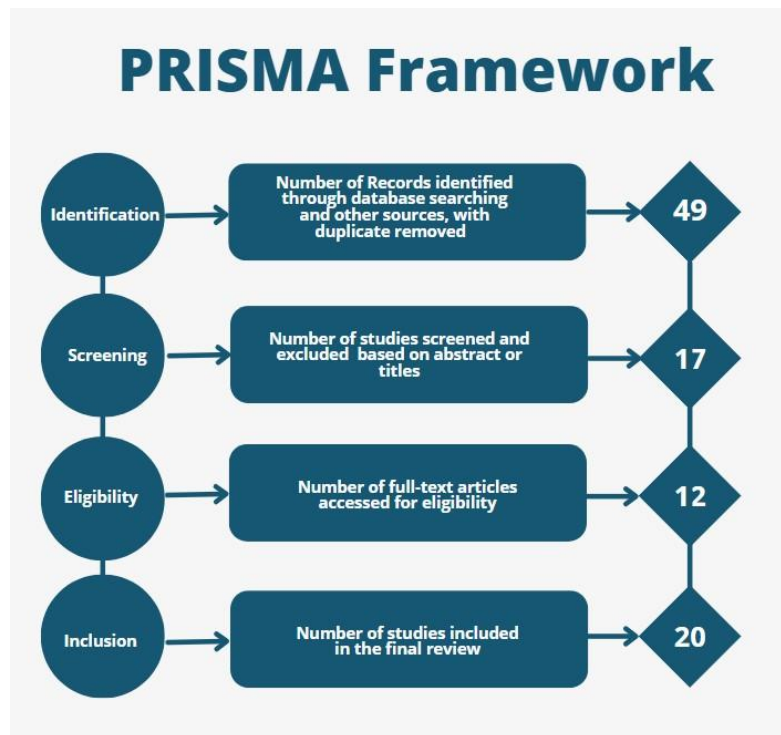 PRISMA Framework
Identification
Number of Records identified
through database searching
and other sources, with
duplicate removed
49
Screening
Number of studies screened and
excluded based on abstract or
titles
17
Eligibility
Number of full-text articles
accessed for eligibility
12
Inclusion
Number of studies included
in the final review
20